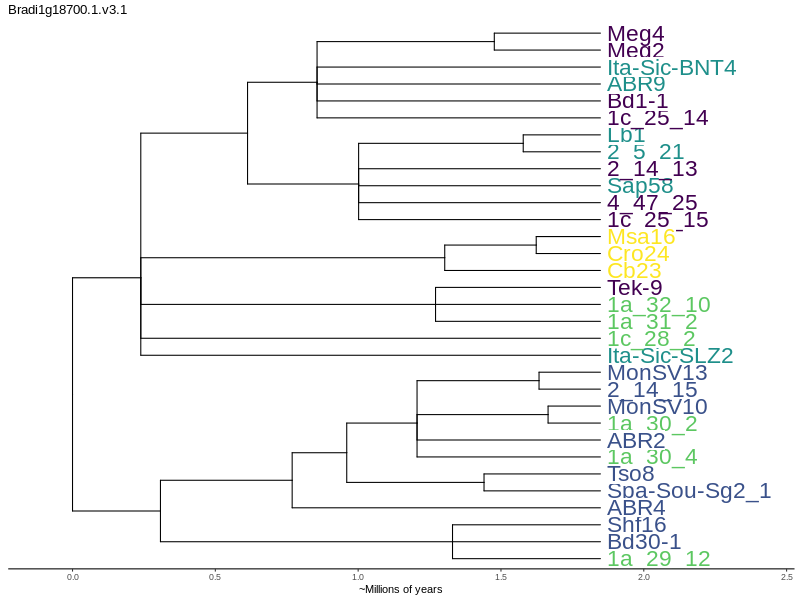 Bradi1g18700.1.v3.1
Meg4
Med2
Ita-Sic-BNT4
ABR9
Bd1-1
1c_25_14
Lb1
2_5_21
2_14_13
Sap58
4_47_25
1c_25_15
Msa16
Cro24
Cb23
Tek-9
1a_32_10
1a_31_2
1c_28_2
Ita-Sic-SLZ2
MonSV13
2_14_15
MonSV10
1a_30_2
ABR2
1a_30_4
Tso8
Spa-Sou-Sg2_1
ABR4
Shf16
Bd30-1
1a_29_12
0.0 0.5 1.0 1.5 2.0 2.5
~Millions of years